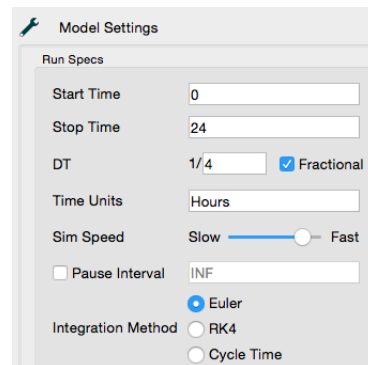 Model Settings
Run Specs
Start Time 0
Stop Time 24
DT 1/ 4 Fractional
Time Units Hours
Sim Speed Slow Fast
Pause Interval INF
Euler
Integration Method RK4
Cycle Time